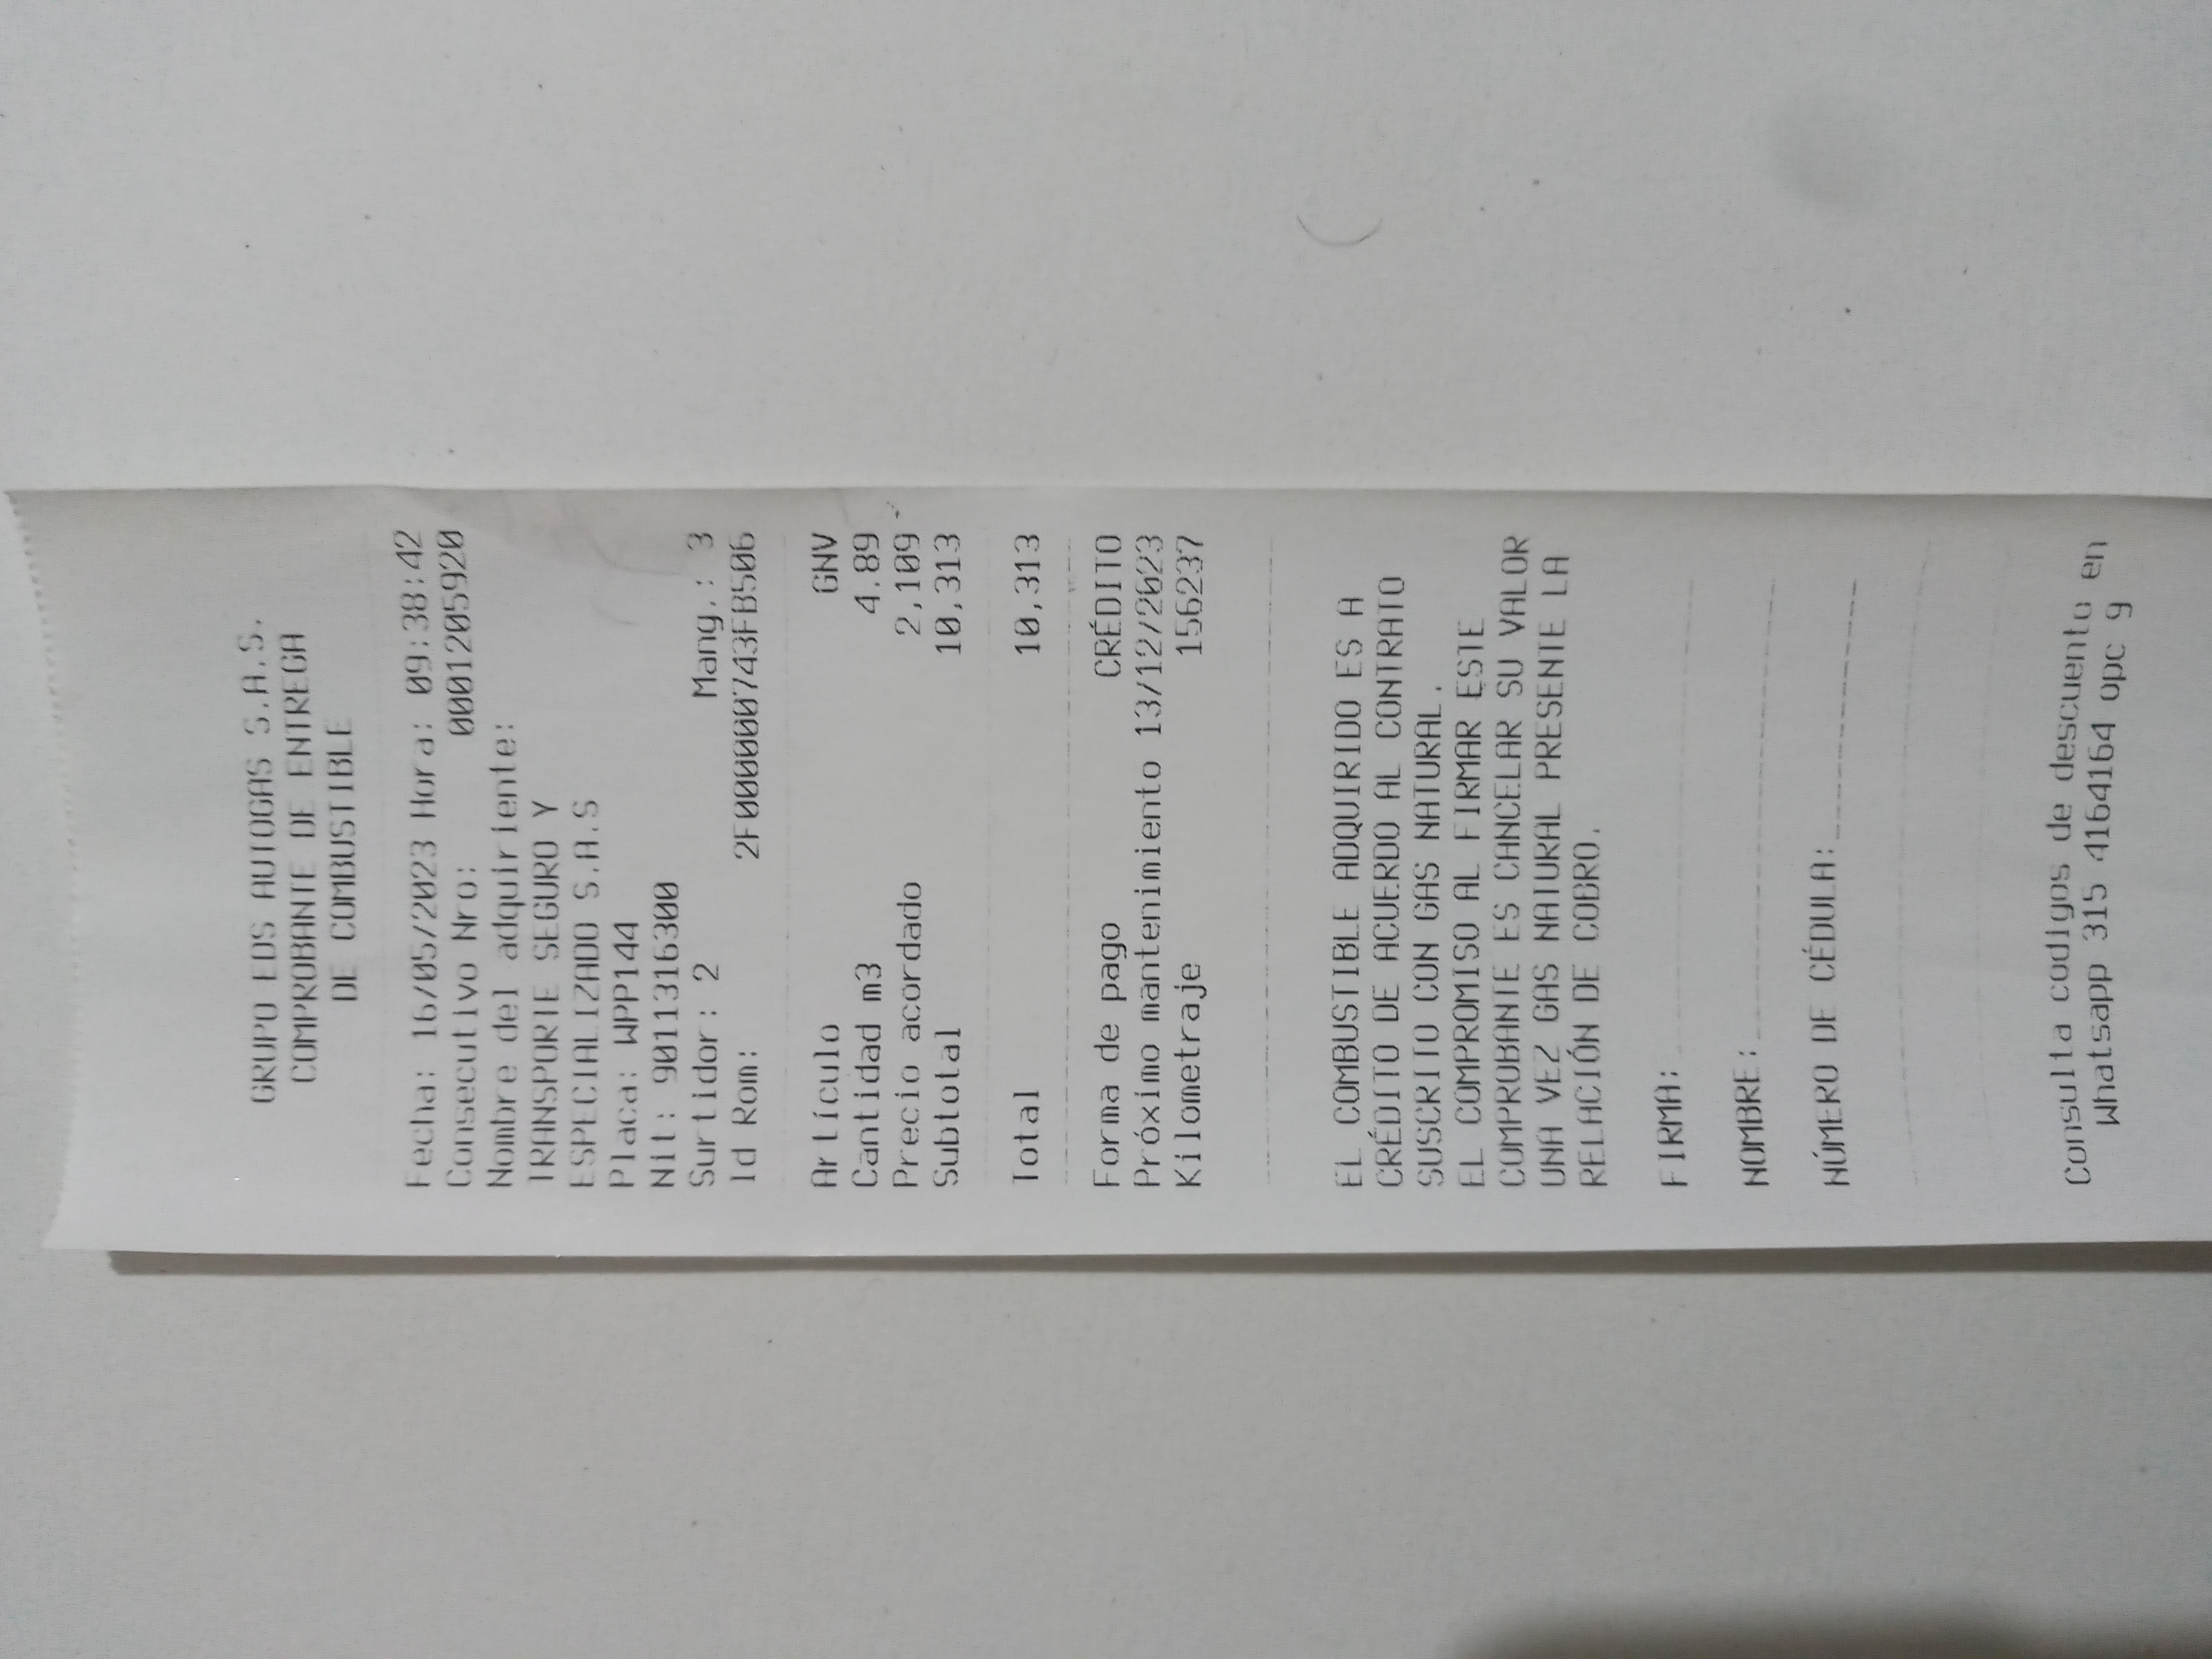 GRUPO EDS AUTOGAS S.A.S.
COMPROBANTE DE ENTREGA
DE COMBUSTIBLE
Fecha: 16/05/2023 Hora: 09:38:42
Consecutivo Nro: 0001205920
Nombre del adquiriente:
TRANSPORTE SEGURO Y
ESPECIALIZADO S.A.S
Placa: WPP144
Nit: 9011316300
Surtidor: 2 Mang.: 3
Id Rom: 2F00000743FB506
Artículo GNV
Cantidad m3 4.89
Precio acordado 2,109
Subtotal 10,313
Total 10,313
Forma de pago CRÉDITO
Próximo mantenimiento 13/12/2023
Kilometraje 156237
EL COMBUSTIBLE ADQUIRIDO ES A
CRÉDITO DE ACUERDO AL CONTRATO
SUSCRITO CON GAS NATURAL.
EL COMPROMISO AL FIRMAR ESTE
COMPROBANTE ES CANCELAR SU VALOR
UNA VEZ GAS NATURAL PRESENTE LA
RELACIÓN DE COBRO.
FIRMA:
NOMBRE:
NÚMERO DE CÉDULA:
Consulta codigos de descuento en
Whatsapp 315 4164164 opc 9